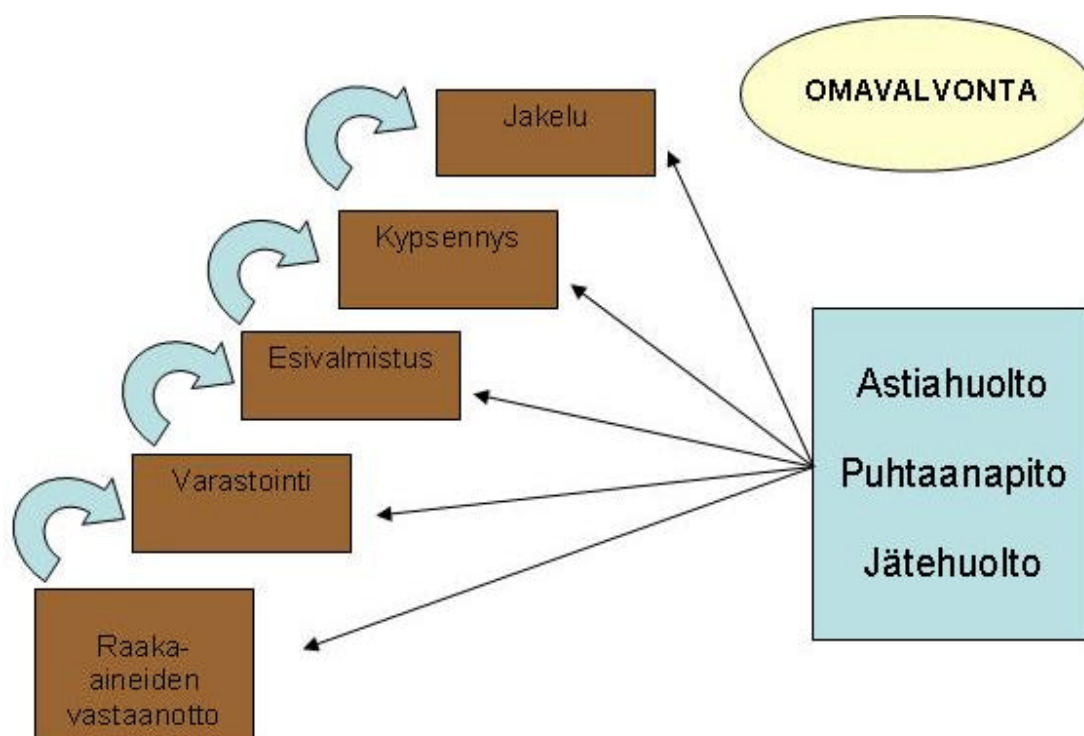 OMAVALVONTA
Jakelu
Kypsennys
Esivalmistus
Varastointi
Raaka-
aineiden
vastaanotto
Astiahuolto
Puhtaanapito
Jätehuolto